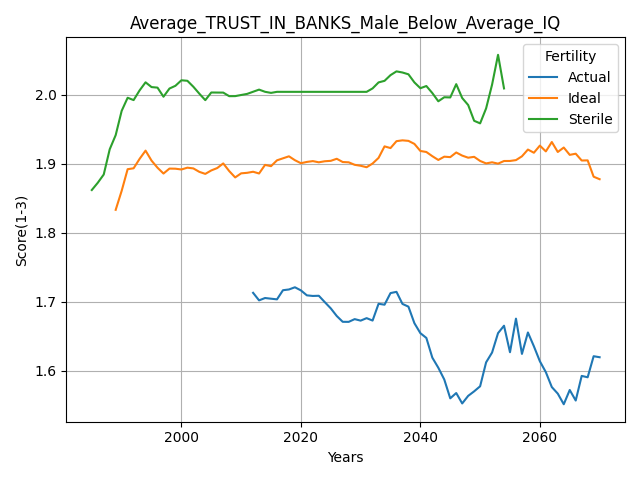 Average_TRUST_IN_BANKS_Male_Below_Average_IQ
Fertility
Actual
Ideal
Sterile
Score(1-3)
2.0
1.9
1.8
1.7
1.6
2000
2020
2040
2060
Years